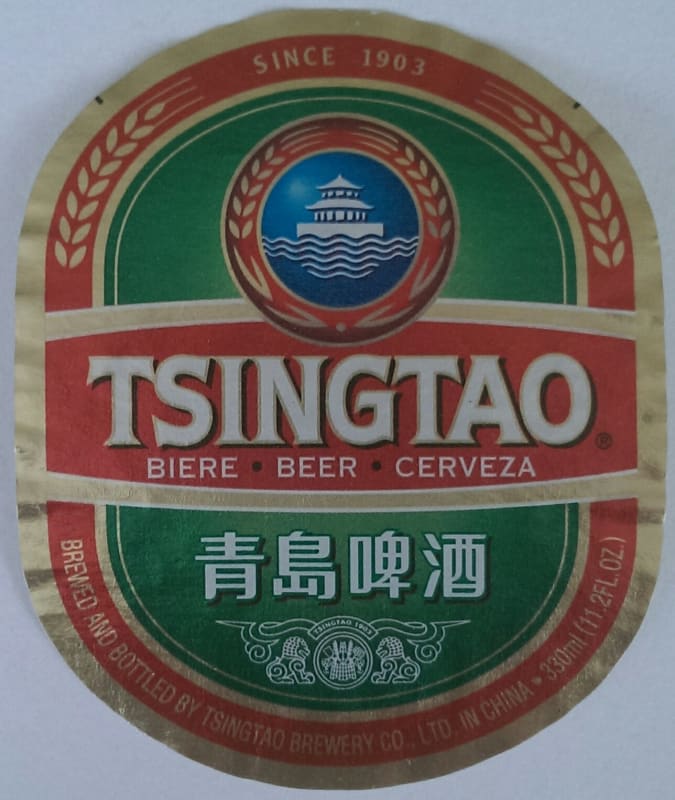 SINCE 1903
TSINGTAO®
BIERE • BEER • CERVEZA
青島啤酒
TSINGTAO 1903
BREWED AND BOTTLED BY TSINGTAO BREWERY CO., LTD. IN CHINA • 330mL (11.2FL.OZ.)